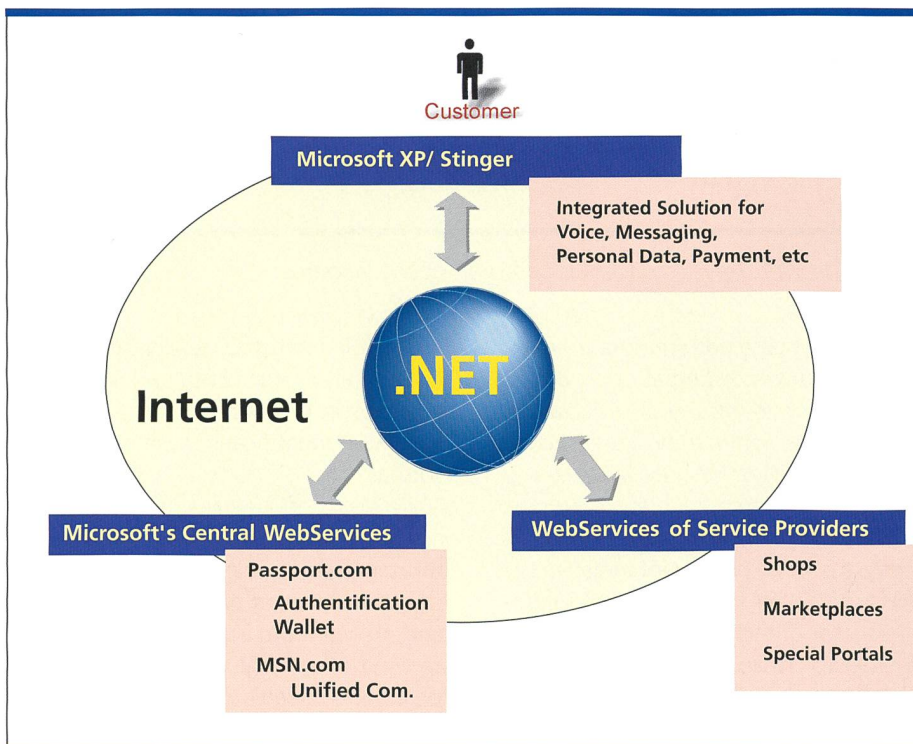 Customer
Microsoft XP/ Stinger
Integrated Solution for
Voice, Messaging,
Personal Data, Payment, etc
.NET
Internet
Microsoft's Central WebServices
Passport.com
Authentification
Wallet
MSN.com
Unified Com.
WebServices of Service Providers
Shops
Marketplaces
Special Portals